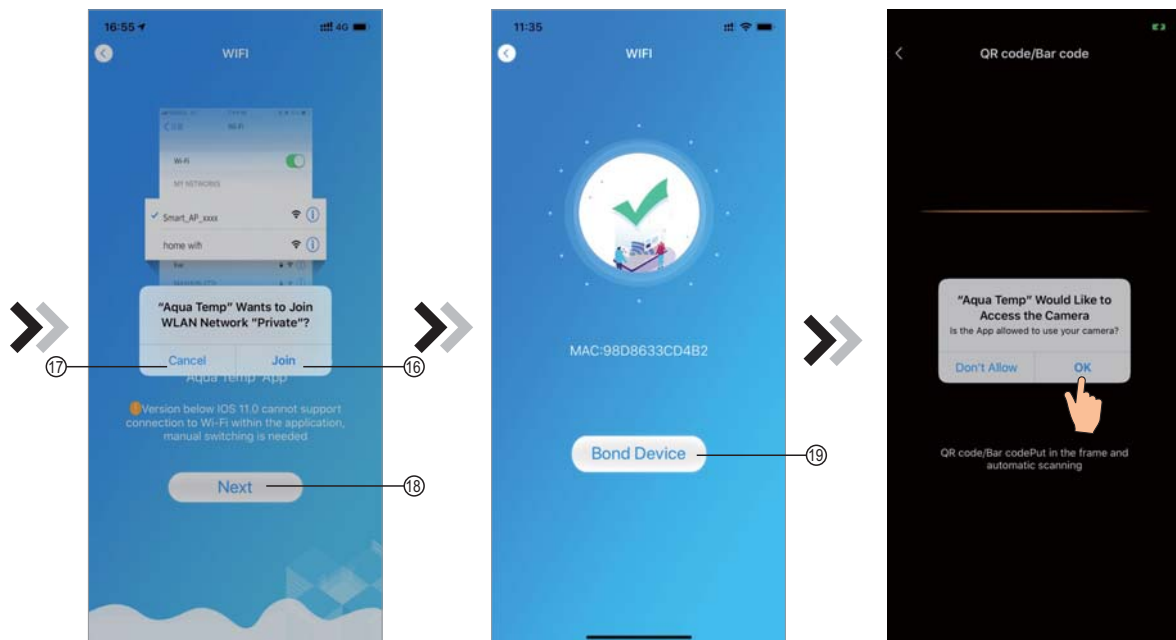 16:55
4G
WIFI
Wi-Fi
Wi-Fi
MY NETWORKS
Smart_AP_xxxx
home wifi
"Aqua Temp" Wants to Join
WLAN Network "Private"?
Cancel
Join
⑰
⑯
Aqua Temp App
Version below IOS 11.0 cannot support
connection to Wi-Fi within the application,
manual switching is needed
Next
⑱
11:35
WIFI
MAC:98D8633CD4B2
Bond Device
⑲
QR code/Bar code
"Aqua Temp" Would Like to
Access the Camera
Is the App allowed to use your camera?
Don't Allow
OK
QR code/Bar codePut in the frame and
automatic scanning